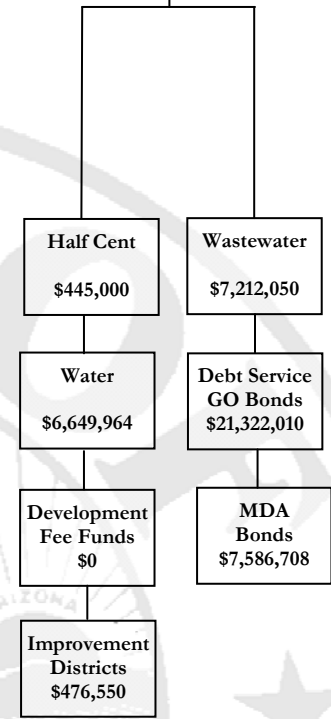 Half Cent
$445,000
Wastewater
$7,212,050
Water
$6,649,964
Debt Service
GO Bonds
$21,322,010
Development
Fee Funds
$0
MDA
Bonds
$7,586,708
Improvement
Districts
$476,550